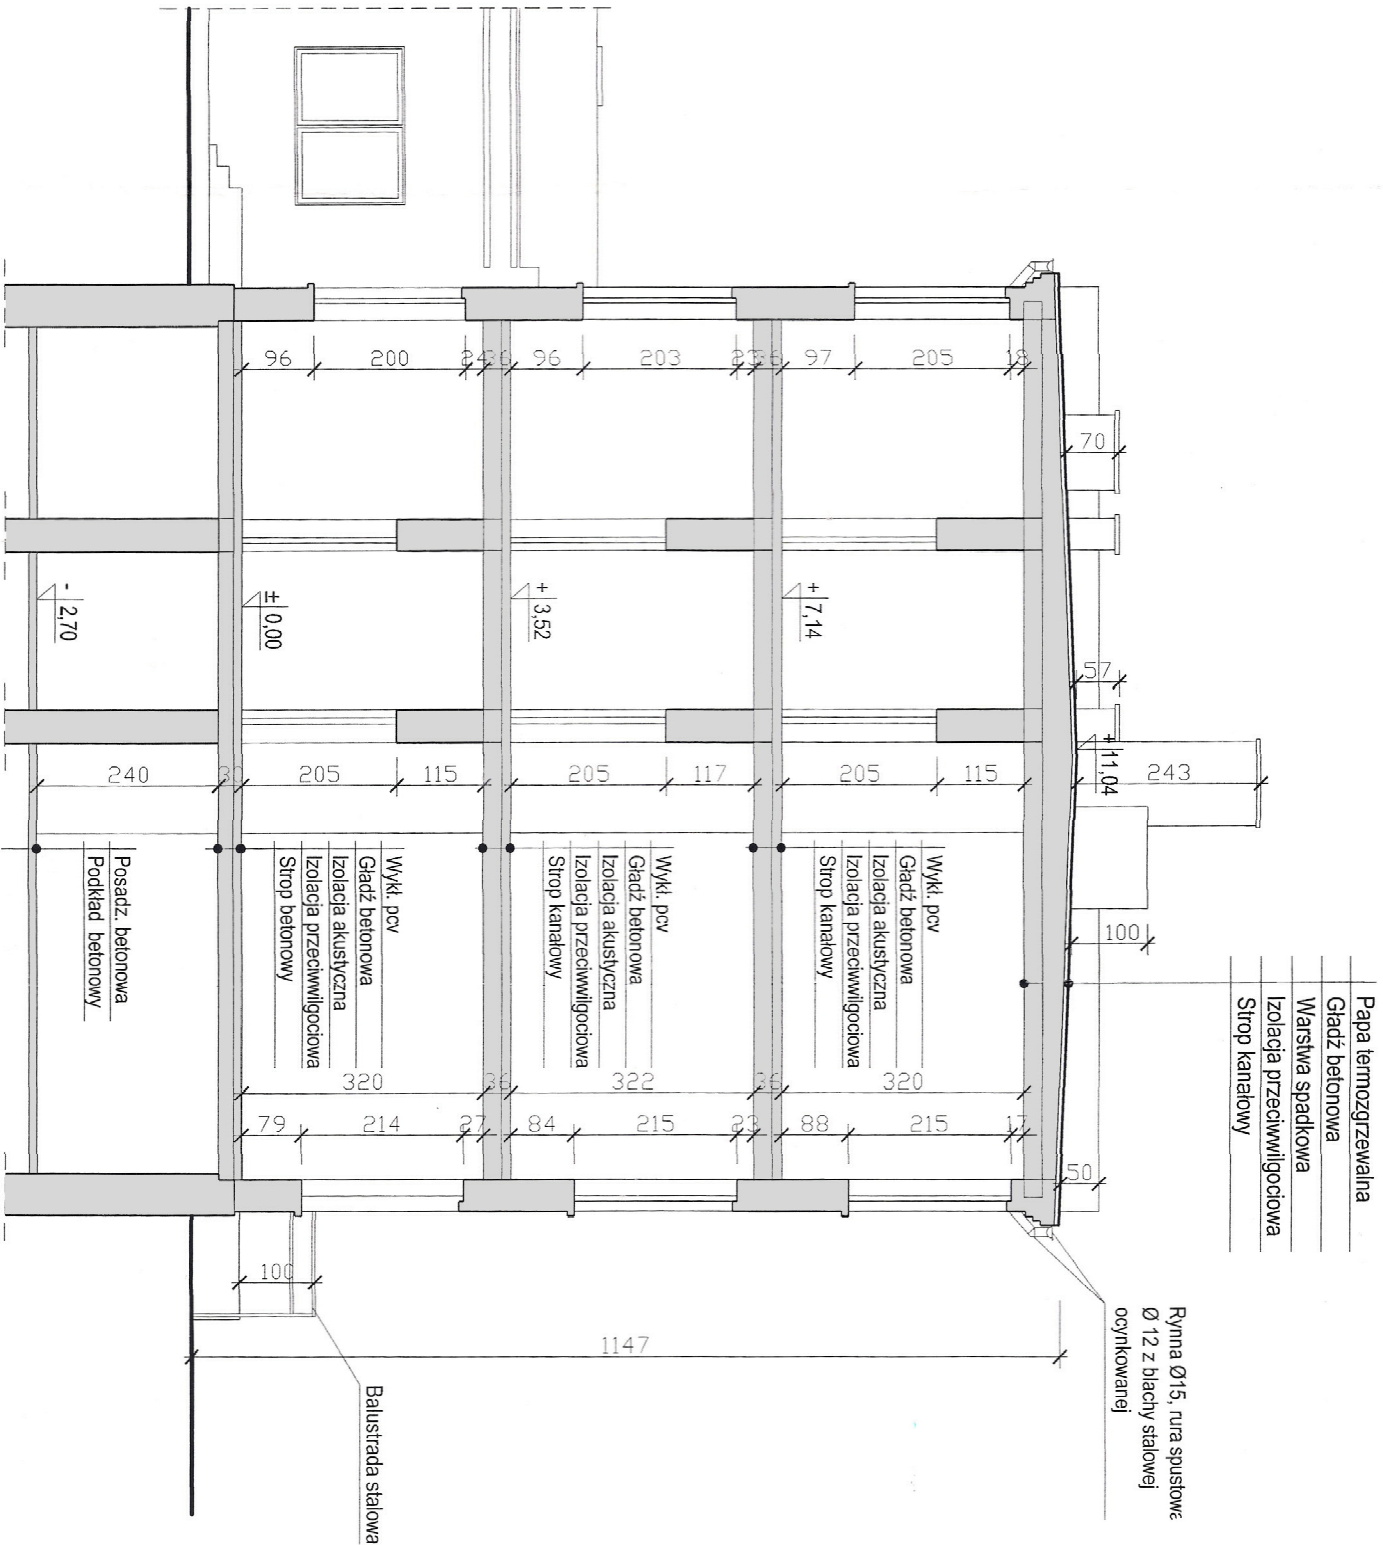 Papa termozgrzewalna
Gładź betonowa
Warstwa spadkowa
Izolacja przeciwwilgociowa
Strop kanałowy
Rynna Ø15, rura spustowa
Ø 12 z blachy stalowej
ocynkowanej
70
57
+ 11,04
243
100
50
96
200
24
36
96
203
23
36
97
205
18
+ 7,14
+ 3,52
± 0,00
- 2,70
240
30
205
115
205
117
205
115
Wykł. pcv
Gładź betonowa
Izolacja akustyczna
Izolacja przeciwwilgociowa
Strop kanałowy
Wykł. pcv
Gładź betonowa
Izolacja akustyczna
Izolacja przeciwwilgociowa
Strop kanałowy
Wykł. pcv
Gładź betonowa
Izolacja akustyczna
Izolacja przeciwwilgociowa
Strop betonowy
Posadz. betonowa
Podkład betonowy
320
36
322
36
320
79
214
27
84
215
23
88
215
17
100
1147
Balustrada stalowa